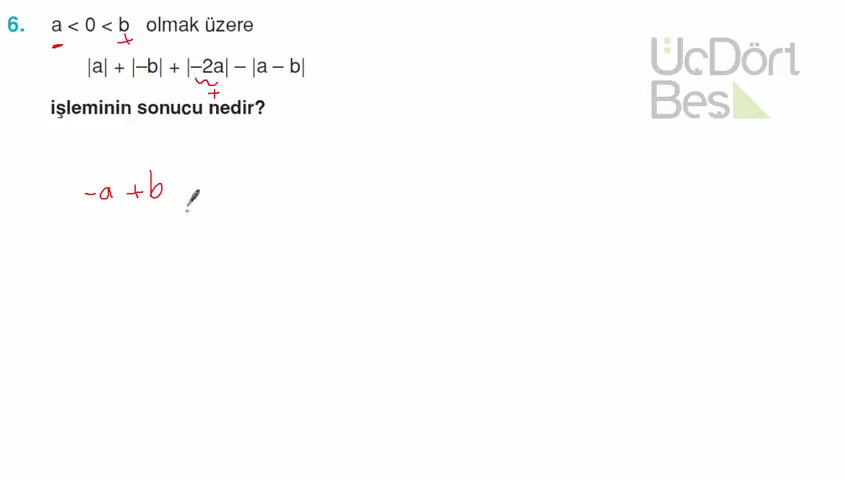 6. a < 0 < b olmak üzere
- +
|a| + |–b| + |–2a| – |a – b|
+
işleminin sonucu nedir?
-a +b
ÜçDört
Beş